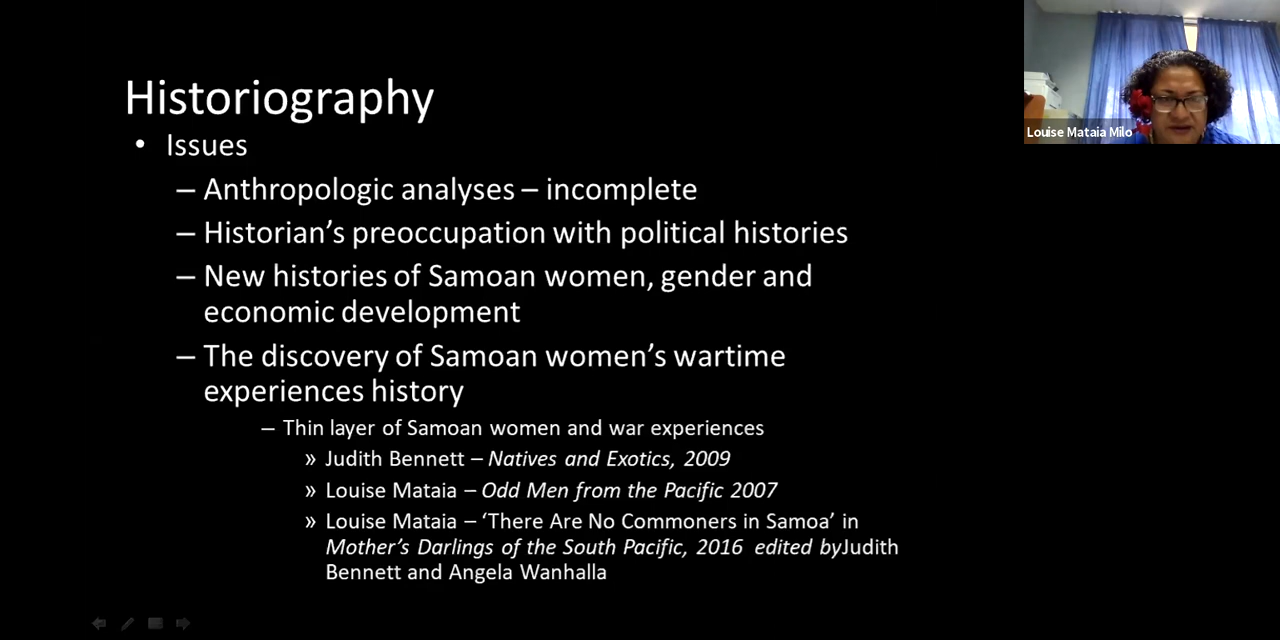 Historiography
• Issues
– Anthropologic analyses – incomplete
– Historian's preoccupation with political histories
– New histories of Samoan women, gender and
economic development
– The discovery of Samoan women's wartime
experiences history
– Thin layer of Samoan women and war experiences
» Judith Bennett – Natives and Exotics, 2009
» Louise Mataia – Odd Men from the Pacific 2007
» Louise Mataia – 'There Are No Commoners in Samoa' in
Mother's Darlings of the South Pacific, 2016 edited byJudith
Bennett and Angela Wanhalla
Louise Mataia Milo